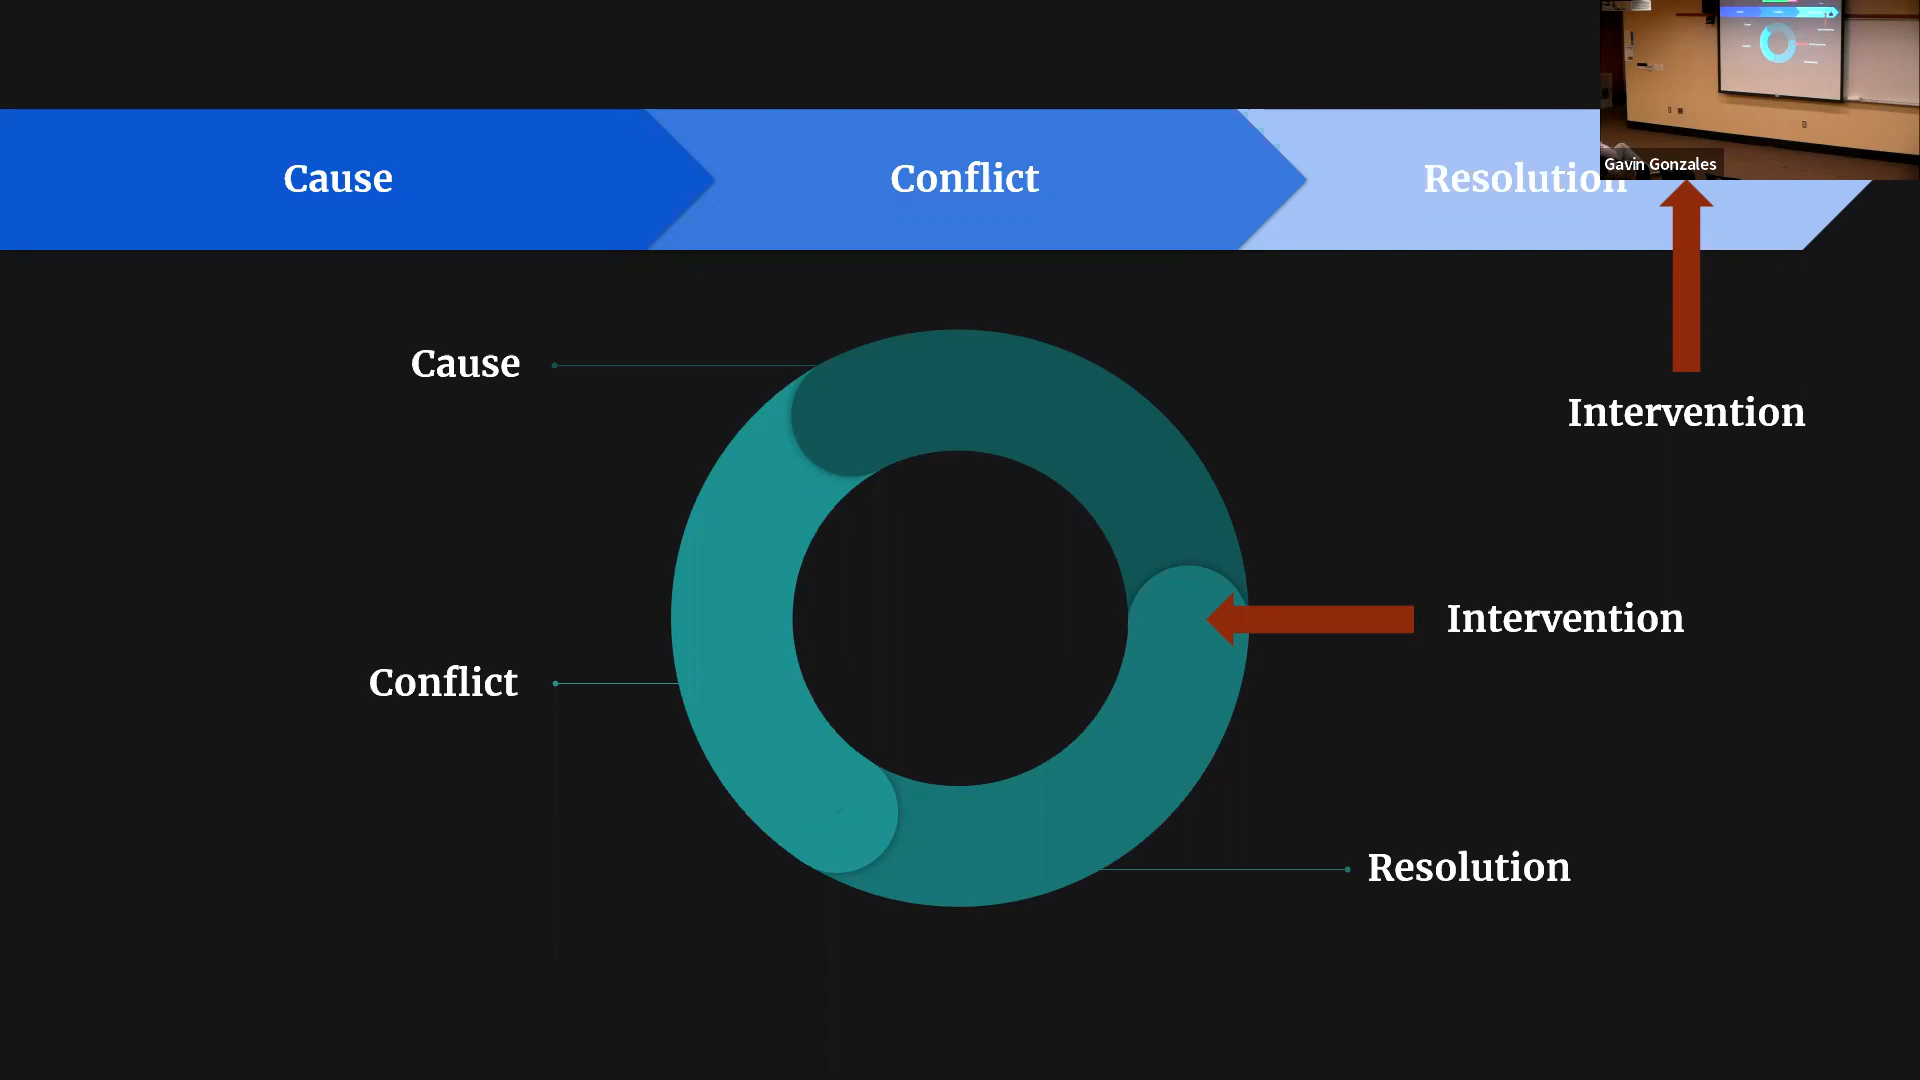 Cause
Conflict
Resolution
Gavin Gonzales
Intervention
Cause
Intervention
Conflict
Resolution